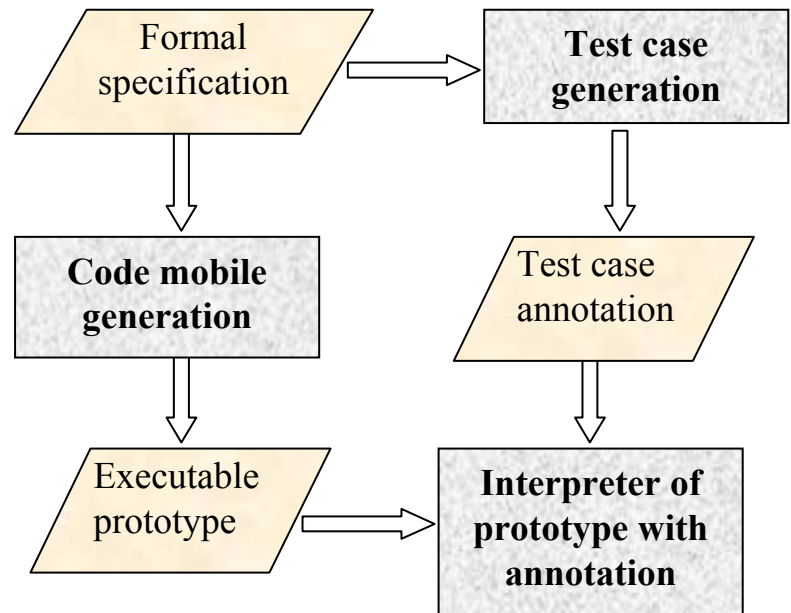 Formal
specification
Test case
generation
Code mobile
generation
Test case
annotation
Executable
prototype
Interpreter of
prototype with
annotation